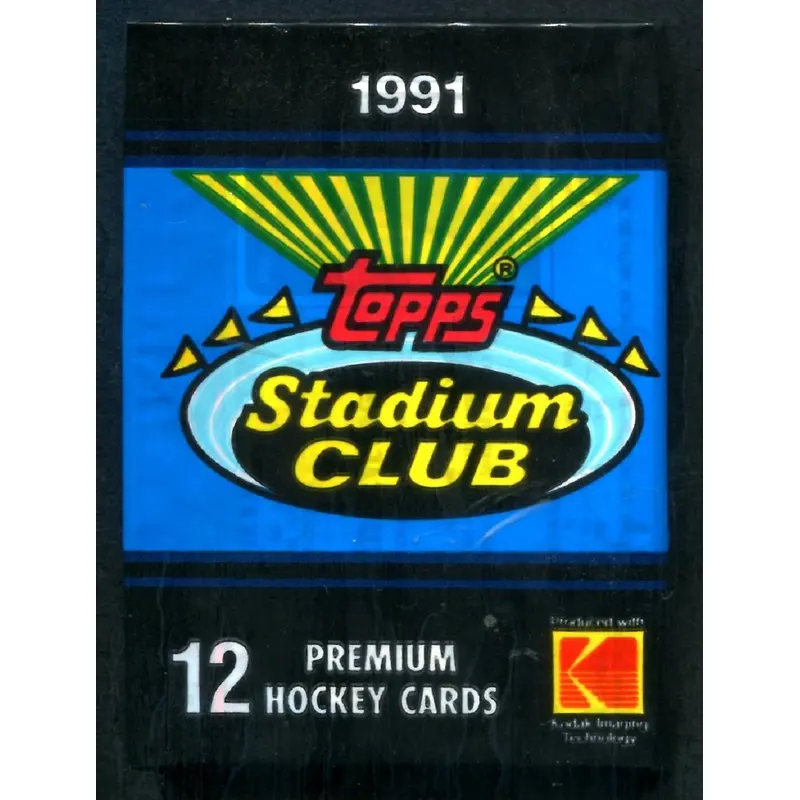 1991
Topps®
Stadium
CLUB
12 PREMIUM
HOCKEY CARDS
Produced with
K
Kodak Imaging
Technology